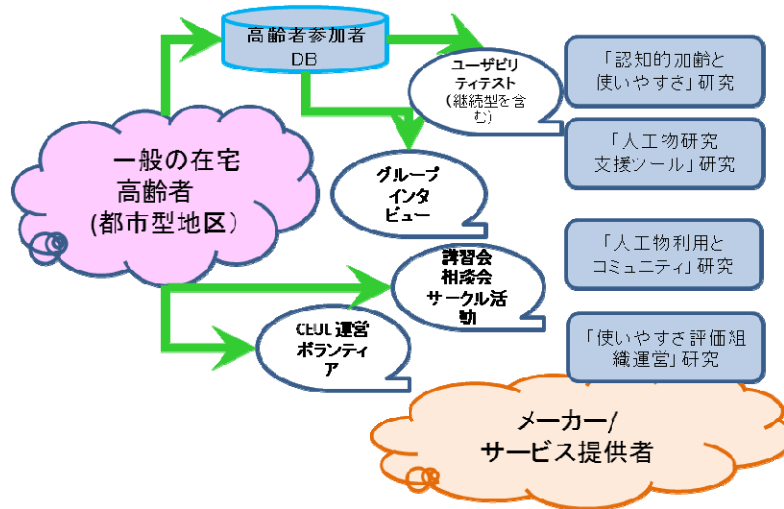 高齢者参加者
DB
ユーザビリ
ティテスト
(継続型を含
む)
「認知的加齢と
使いやすさ」研究
「人工物研究
支援ツール」研究
一般の在宅
高齢者
(都市型地区)
グループ
インタ
ビュー
「人工物利用と
コミュニティ」研究
講習会
相談会
サークル活
動
CEUL運営
ボランティ
ア
「使いやすさ評価組
織運営」研究
メーカー/
サービス提供者